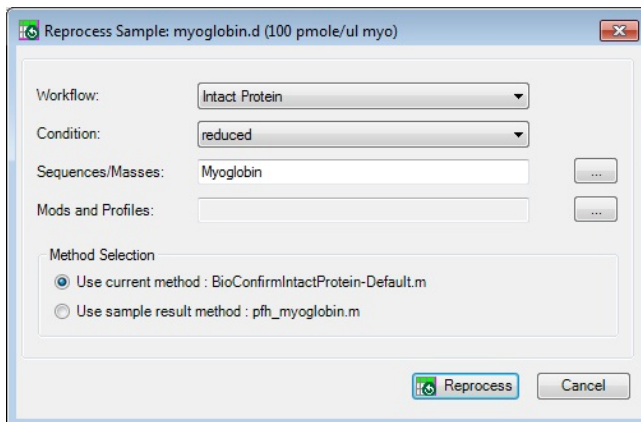 Reprocess Sample: myoglobin.d (100 pmole/ul myo)
Workflow: Intact Protein
Condition: reduced
Sequences/Masses: Myoglobin ...
Mods and Profiles: ...
Method Selection
Use current method : BioConfirmIntactProtein-Default.m
Use sample result method : pfh_myoglobin.m
Reprocess Cancel